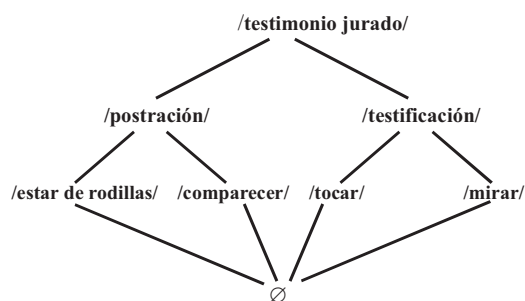 /testimonio jurado/
/postración/ /testificación/
/estar de rodillas/ /comparecer/ /tocar/ /mirar/
∅